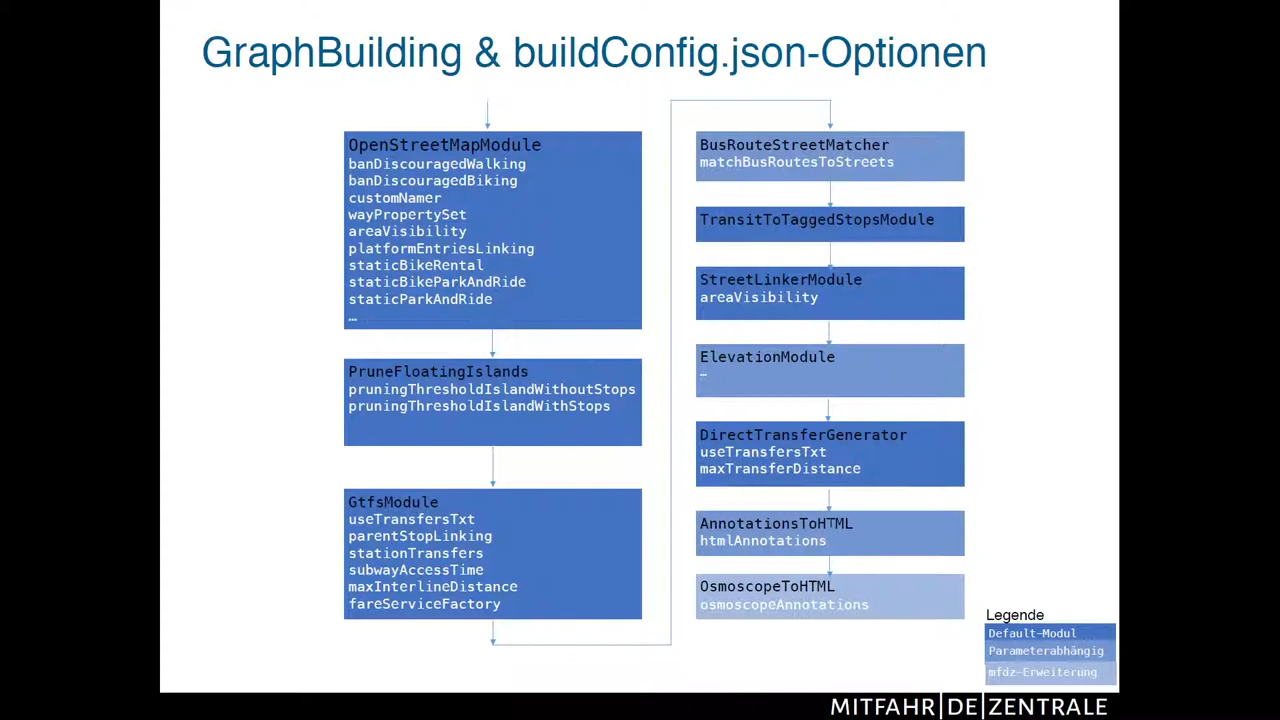 GraphBuilding & buildConfig.json-Optionen
OpenStreetMapModule
banDiscouragedWalking
banDiscouragedBiking
customNamer
wayPropertySet
areaVisibility
platformEntriesLinking
staticBikeRental
staticBikeParkAndRide
staticParkAndRide
…
PruneFloatingIslands
pruningThresholdIslandWithoutStops
pruningThresholdIslandWithStops
GtfsModule
useTransfersTxt
parentStopLinking
stationTransfers
subwayAccessTime
maxInterlineDistance
fareServiceFactory
BusRouteStreetMatcher
matchBusRoutesToStreets
TransitToTaggedStopsModule
StreetLinkerModule
areaVisibility
ElevationModule
…
DirectTransferGenerator
useTransfersTxt
maxTransferDistance
AnnotationsToHTML
htmlAnnotations
OsmoscopeToHTML
osmoscopeAnnotations
Legende
Default-Modul
Parameterabhängig
mfdz-Erweiterung
MITFAHR|DE|ZENTRALE